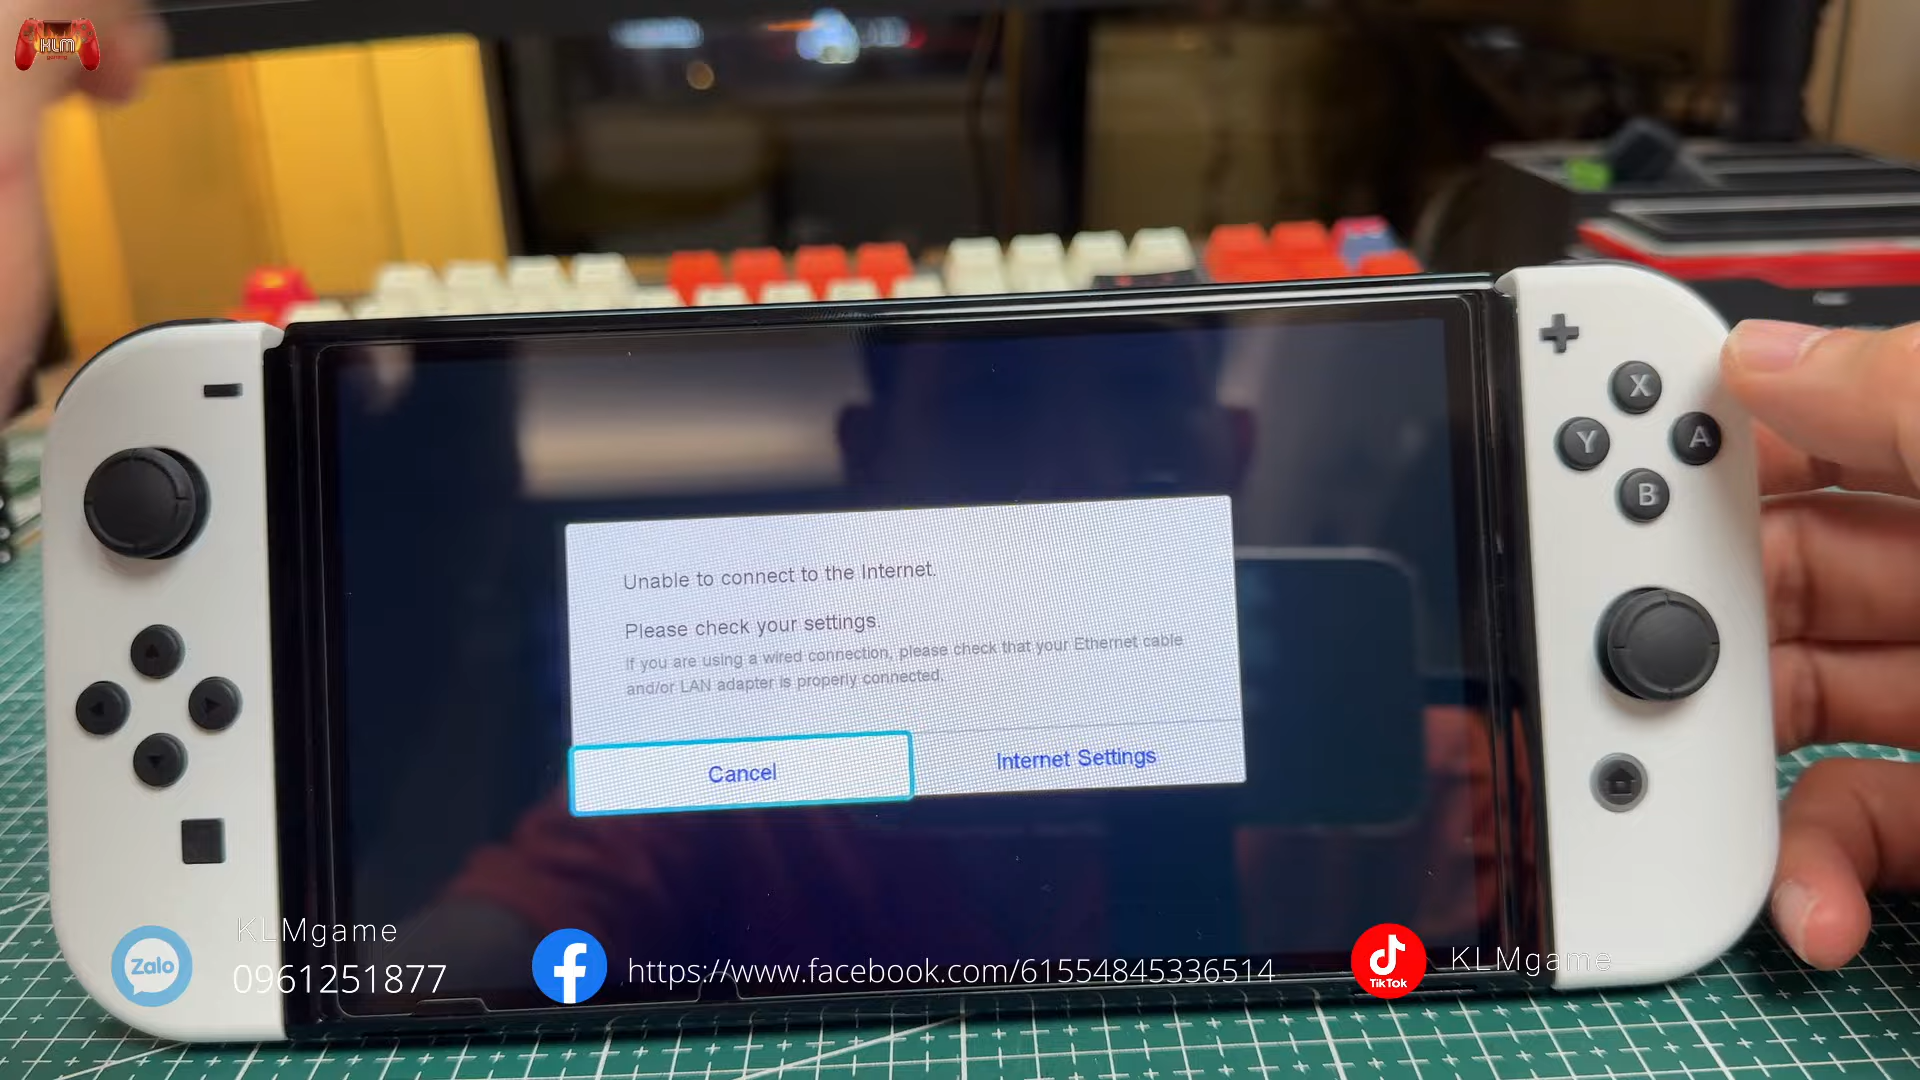 KLM
gaming
X
Y
A
B
Unable to connect to the Internet.
Please check your settings.
If you are using a wired connection, please check that your Ethernet cable
and/or LAN adapter is properly connected.
Cancel
Internet Settings
Zalo
KLMgame
0961251877
https://www.facebook.com/61554845336514
TikTok
KLMgame